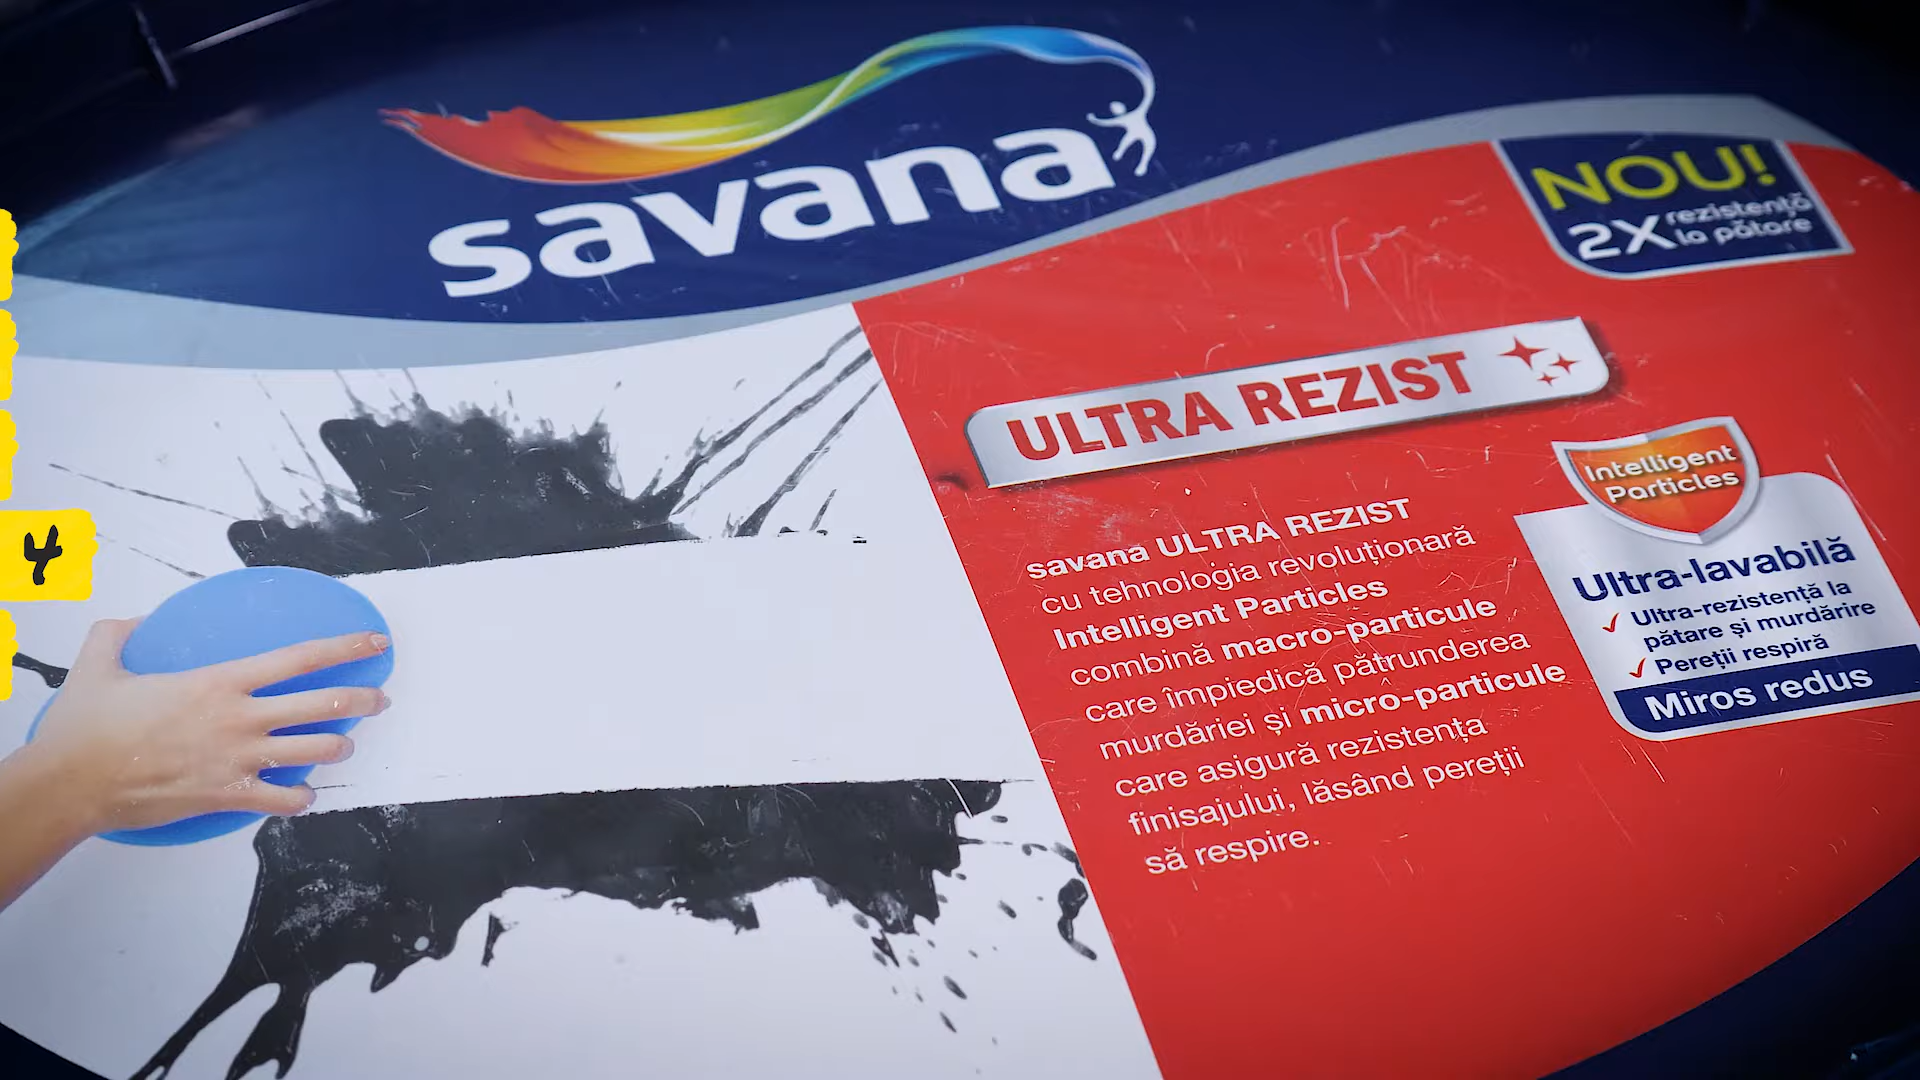 savana
NOU!
2X rezistență
la pătare
ULTRA REZIST
Intelligent
Particles
savana ULTRA REZIST
cu tehnologia revoluționară
Intelligent Particles
combină macro-particule
care împiedică pătrunderea
murdăriei și micro-particule
care asigură rezistența
finisajului, lăsând pereții
să respire.
Ultra-lavabilă
Ultra-rezistență la
pătare și murdărire
Pereții respiră
Miros redus
4